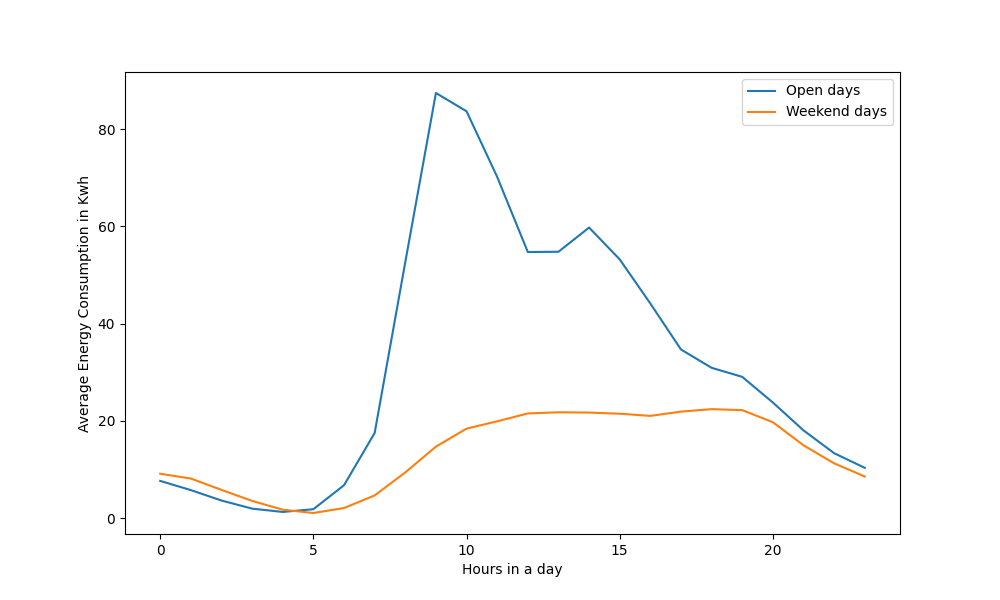 Open days
Weekend days
Average Energy Consumption in Kwh
80
60
40
20
0
0 5 10 15 20
Hours in a day